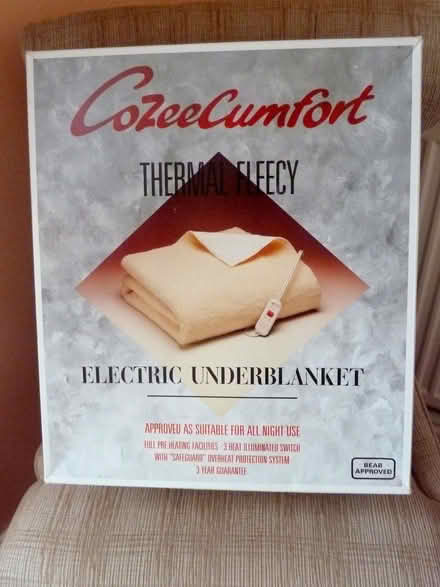 CozeeCumfort
THERMAL FLEECY
ELECTRIC UNDERBLANKET
APPROVED AS SUITABLE FOR ALL NIGHT USE
FULL PRE HEATING FACILITIES - 3 HEAT ILLUMINATED SWITCH
WITH "SAFEGUARD" OVERHEAT PROTECTION SYSTEM
3 YEAR GUARANTEE
BEAB
APPROVED